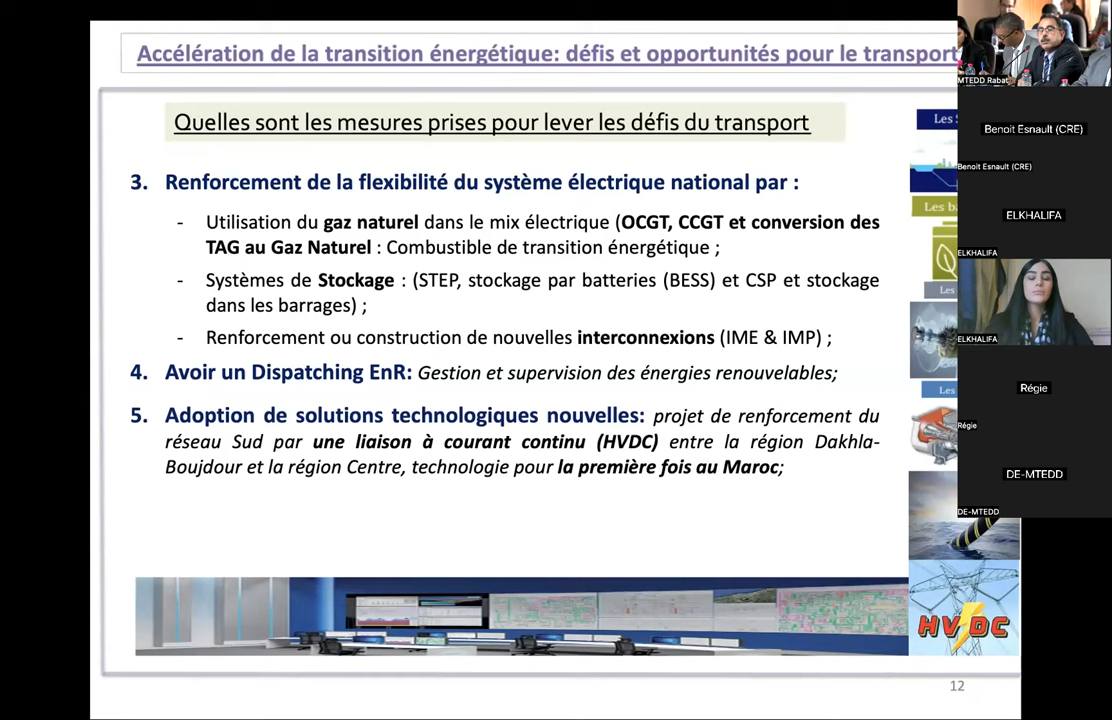 Accélération de la transition énergétique: défis et opportunités pour le transport
Quelles sont les mesures prises pour lever les défis du transport
3. Renforcement de la flexibilité du système électrique national par :
- Utilisation du gaz naturel dans le mix électrique (OCGT, CCGT et conversion des
TAG au Gaz Naturel : Combustible de transition énergétique ;
- Systèmes de Stockage : (STEP, stockage par batteries (BESS) et CSP et stockage
dans les barrages) ;
- Renforcement ou construction de nouvelles interconnexions (IME & IMP) ;
4. Avoir un Dispatching EnR: Gestion et supervision des énergies renouvelables;
5. Adoption de solutions technologiques nouvelles: projet de renforcement du
réseau Sud par une liaison à courant continu (HVDC) entre la région Dakhla-
Boujdour et la région Centre, technologie pour la première fois au Maroc;
Les
Les
Les
Les
HVDC
12
MTEDD Rabat
Benoit Esnault (CRE)
Benoit Esnault (CRE)
ELKHALIFA
ELKHALIFA
ELKHALIFA
Régie
Régie
DE-MTEDD
DE-MTEDD